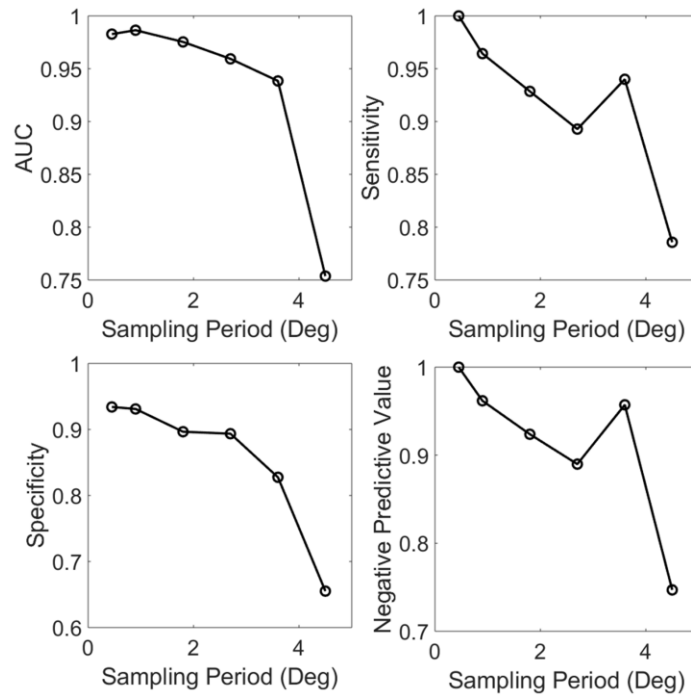 1
0.95
0.9
0.85
0.8
0.75
AUC
0 2 4
Sampling Period (Deg)
1
0.95
0.9
0.85
0.8
0.75
Sensitivity
0 2 4
Sampling Period (Deg)
1
0.9
0.8
0.7
0.6
Specificity
0 2 4
Sampling Period (Deg)
1
0.9
0.8
0.7
Negative Predictive Value
0 2 4
Sampling Period (Deg)